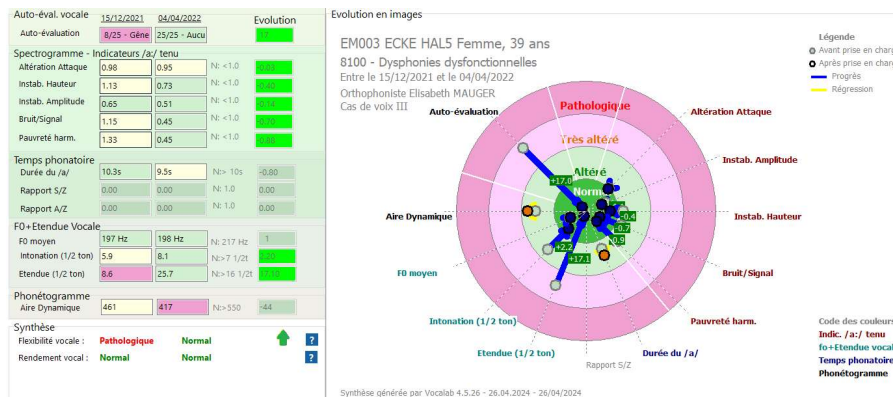 Auto-éval. vocale 15/12/2021 04/04/2022 Evolution
Auto-évaluation 8/25 - Gêne 25/25 - Aucu 17
Spectrogramme - Indicateurs /a:/ tenu
Altération Attaque 0.98 0.95 N: <1.0 -0.03
Instab. Hauteur 1.13 0.73 N: <1.0 -0.40
Instab. Amplitude 0.65 0.51 N: <1.0 -0.14
Bruit/Signal 1.15 0.45 N: <1.0 -0.70
Pauvreté harm. 1.33 0.45 N: <1.0 -0.88
Temps phonatoire
Durée du /a/ 10.3s 9.5s N:> 10s -0.80
Rapport S/Z 0.00 0.00 N: 1.0 0.00
Rapport A/Z 0.00 0.00 N: 1.0 0.00
F0+Etendue Vocale
F0 moyen 197 Hz 198 Hz N: 217 Hz 1
Intonation (1/2 ton) 5.9 8.1 N:>7 1/2t 2.20
Etendue (1/2 ton) 8.6 25.7 N:>16 1/2t 17.10
Phonétogramme
Aire Dynamique 461 417 N:>550 -44
Synthèse
Flexibilité vocale : Pathologique Normal ?
Rendement vocal : Normal Normal ?
Evolution en images
EM003 ECKE HAL5 Femme, 39 ans
8100 - Dysphonies dysfonctionnelles
Entre le 15/12/2021 et le 04/04/2022
Orthophoniste Elisabeth MAUGER
Cas de voix III
Légende
Avant prise en charg
Après prise en charg
Progrès
Régression
Auto-évaluation
Pathologique
Altération Attaque
Très altéré
Instab. Amplitude
Altéré
+17.0
Norm
Aire Dynamique
-0.4
Instab. Hauteur
-0.7
0.9
+2.2
+17.1
F0 moyen
Bruit/Signal
Intonation (1/2 ton)
Pauvreté harm.
Etendue (1/2 ton)
Durée du /a/
Rapport S/Z
Code des couleurs
Indic. /a:/ tenu
fo+Etendue vocal
Temps phonatoire
Phonétogramme
Synthèse générée par Vocalab 4.5.26 - 26.04.2024 - 26/04/2024